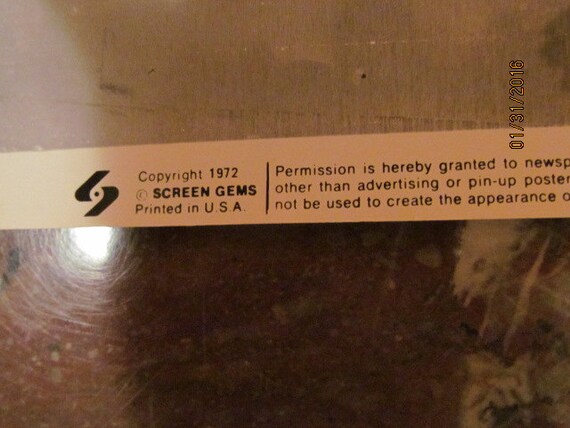 01/31/2016
Copyright 1972
© SCREEN GEMS
Printed in U.S.A.
Permission is hereby granted to newsp
other than advertising or pin-up poste
not be used to create the appearance o